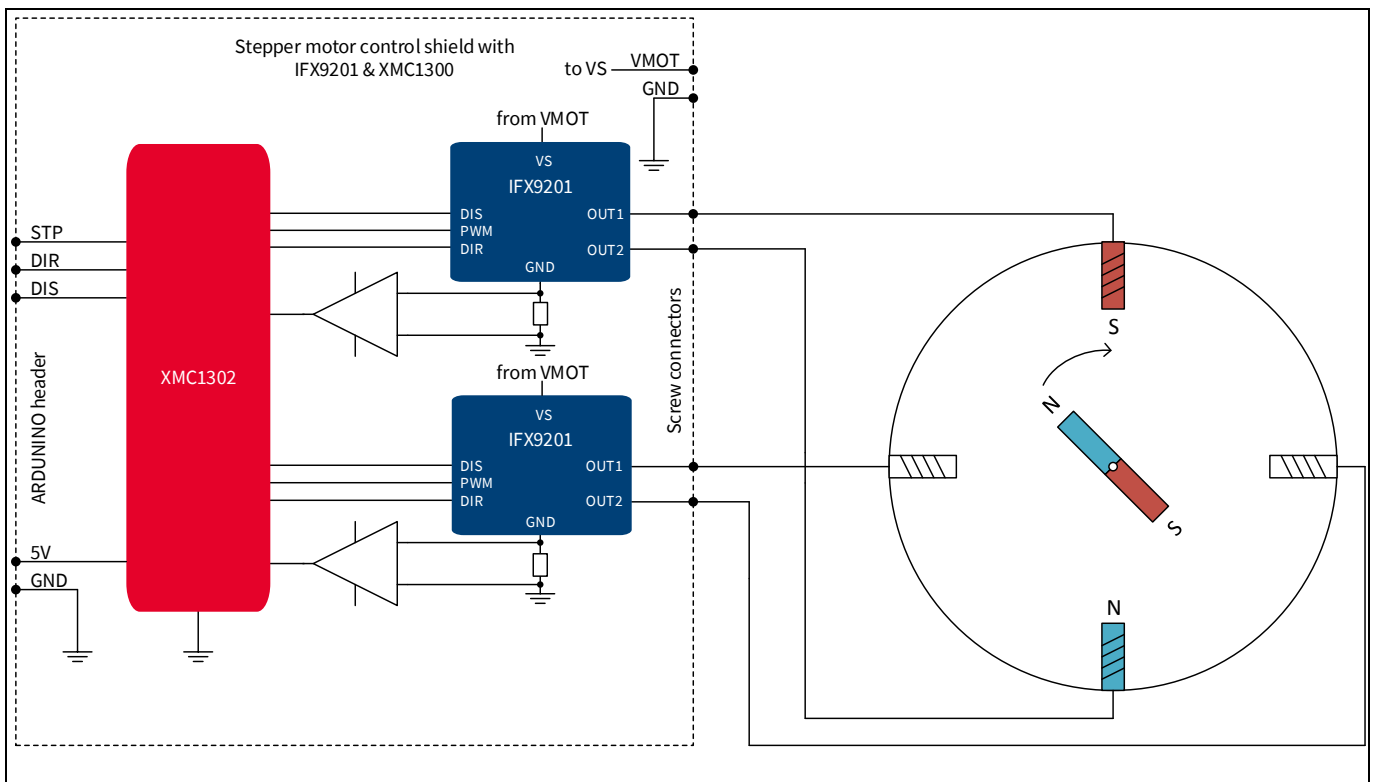 Stepper motor control shield with
IFX9201 & XMC1300
to VS
VMOT
GND
from VMOT
VS
IFX9201
DIS
PWM
DIR
OUT1
OUT2
GND
STP
DIR
DIS
XMC1302
ARDUNINO header
5V
GND
from VMOT
VS
IFX9201
DIS
PWM
DIR
OUT1
OUT2
GND
Screw connectors
S
N
S
N